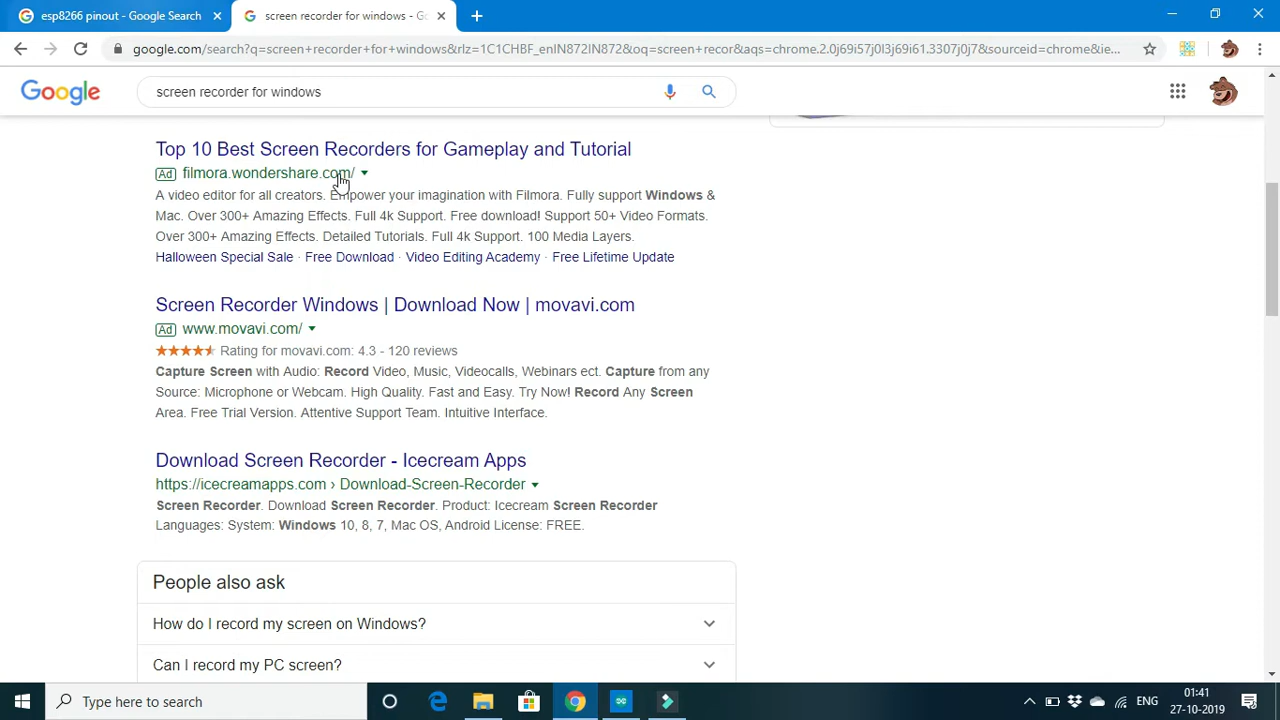 esp8266 pinout - Google Search
screen recorder for windows - Go
google.com/search?q=screen+recorder+for+windows&rlz=1C1CHBF_enIN872IN872&oq=screen+recor&aqs=chrome.2.0j69i57j0l3j69i61.3307j0j7&sourceid=chrome&ie...
Google
screen recorder for windows
Top 10 Best Screen Recorders for Gameplay and Tutorial
Ad filmora.wondershare.com/
A video editor for all creators. Empower your imagination with Filmora. Fully support Windows &
Mac. Over 300+ Amazing Effects. Full 4k Support. Free download! Support 50+ Video Formats.
Over 300+ Amazing Effects. Detailed Tutorials. Full 4k Support. 100 Media Layers.
Halloween Special Sale · Free Download · Video Editing Academy · Free Lifetime Update
Screen Recorder Windows | Download Now | movavi.com
Ad www.movavi.com/
Rating for movavi.com: 4.3 - 120 reviews
Capture Screen with Audio: Record Video, Music, Videocalls, Webinars ect. Capture from any
Source: Microphone or Webcam. High Quality. Fast and Easy. Try Now! Record Any Screen
Area. Free Trial Version. Attentive Support Team. Intuitive Interface.
Download Screen Recorder - Icecream Apps
https://icecreamapps.com › Download-Screen-Recorder
Screen Recorder. Download Screen Recorder. Product: Icecream Screen Recorder
Languages: System: Windows 10, 8, 7, Mac OS, Android License: FREE.
People also ask
How do I record my screen on Windows?
Can I record my PC screen?
Type here to search
ENG
01:41
27-10-2019